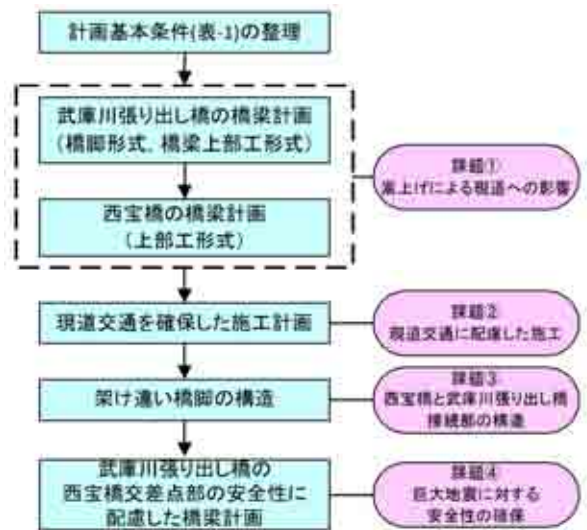 計画基本条件(表-1)の整理
武庫川張り出し橋の橋梁計画
(橋脚形式、橋梁上部工形式)
課題①
嵩上げによる現道への影響
西宝橋の橋梁計画
(上部工形式)
現道交通を確保した施工計画
課題②
現道交通に配慮した施工
架け違い橋脚の構造
課題③
西宝橋と武庫川張り出し橋
接続部の構造
武庫川張り出し橋の
西宝橋交差点部の安全性に
配慮した橋梁計画
課題④
巨大地震に対する
安全性の確保